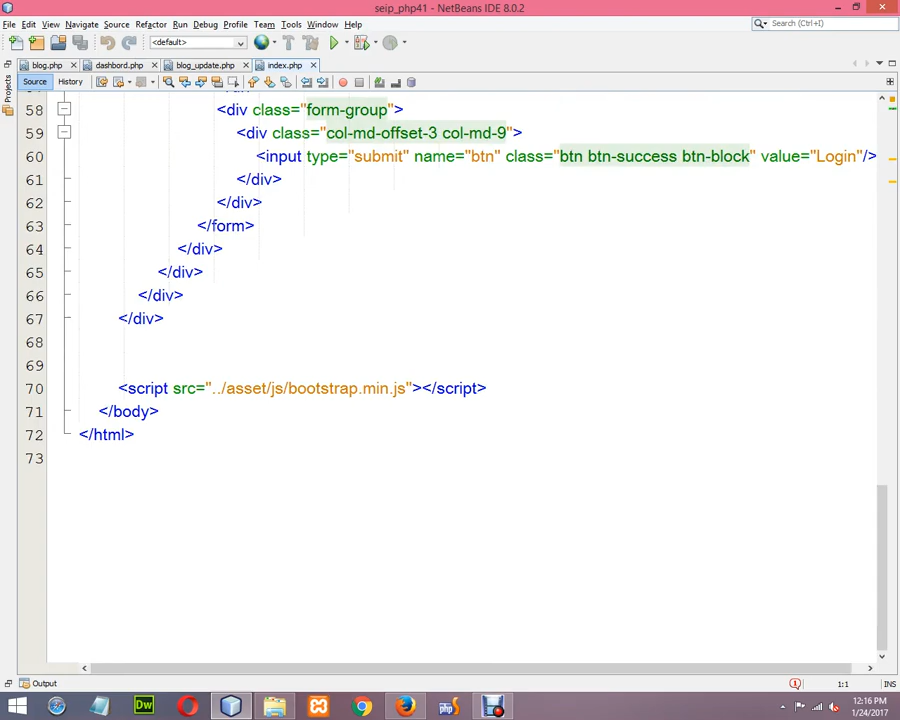 seip_php41 - NetBeans IDE 8.0.2
File Edit View Navigate Source Refactor Run Debug Profile Team Tools Window Help
Search (Ctrl+I)
<default>
blog.php dashbord.php blog_update.php index.php
Source History
Projects
58 <div class="form-group">
59 <div class="col-md-offset-3 col-md-9">
60 <input type="submit" name="btn" class="btn btn-success btn-block" value="Login"/>
61 </div>
62 </div>
63 </form>
64 </div>
65 </div>
66 </div>
67 </div>
68
69
70 <script src="../asset/js/bootstrap.min.js"></script>
71 </body>
72 </html>
73
Output
1:1 INS
Dw
php
12:16 PM
1/24/2017